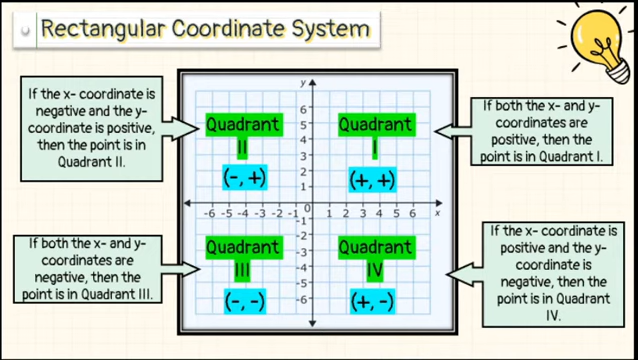 Rectangular Coordinate System
If the x- coordinate is
negative and the y-
coordinate is positive,
then the point is in
Quadrant II.
If both the x- and y-
coordinates are
positive, then the
point is in Quadrant I.
y
6
5
4
3
2
1
Quadrant
II
(-, +)
Quadrant
I
(+, +)
-6 -5 -4 -3 -2 -1 0 1 2 3 4 5 6 x
-1
-2
-3
-4
-5
-6
Quadrant
III
(-, -)
Quadrant
IV
(+, -)
If both the x- and y-
coordinates are
negative, then the
point is in Quadrant III.
If the x- coordinate is
positive and the y-
coordinate is
negative, then the
point is in Quadrant
IV.